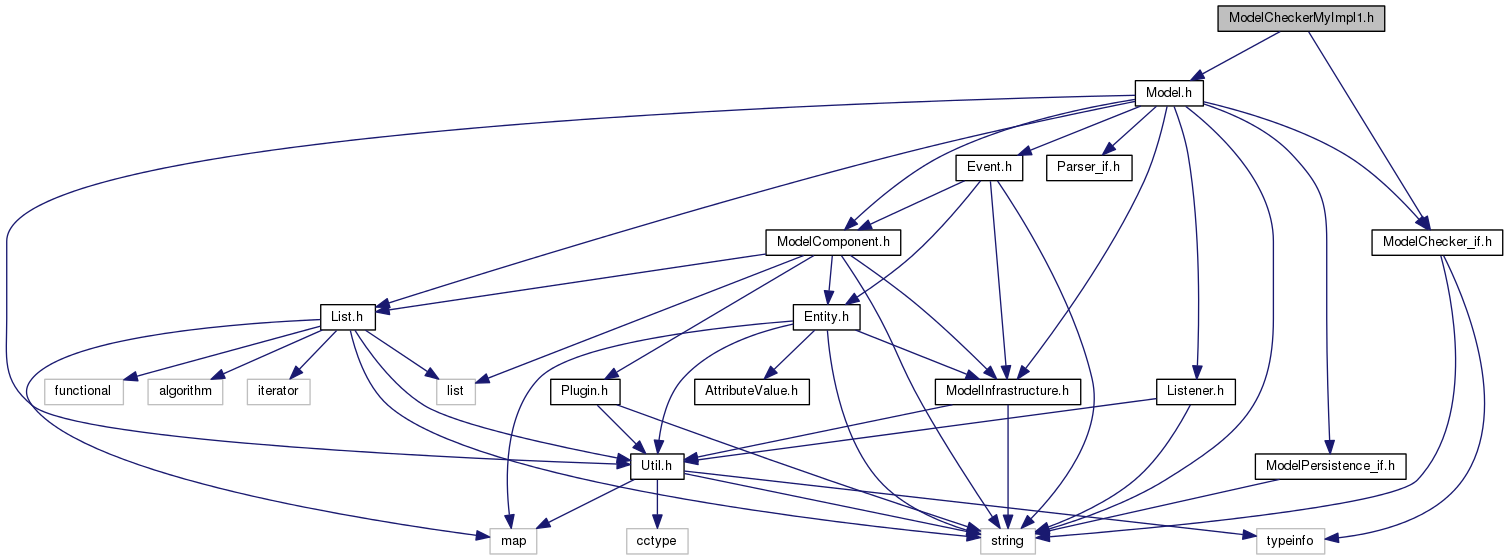 ModelCheckerMyImpl1.h
Model.h
Event.h
Parser_if.h
ModelComponent.h
ModelChecker_if.h
List.h
Entity.h
functional
algorithm
iterator
list
Plugin.h
AttributeValue.h
ModelInfrastructure.h
Listener.h
Util.h
ModelPersistence_if.h
map
cctype
string
typeinfo